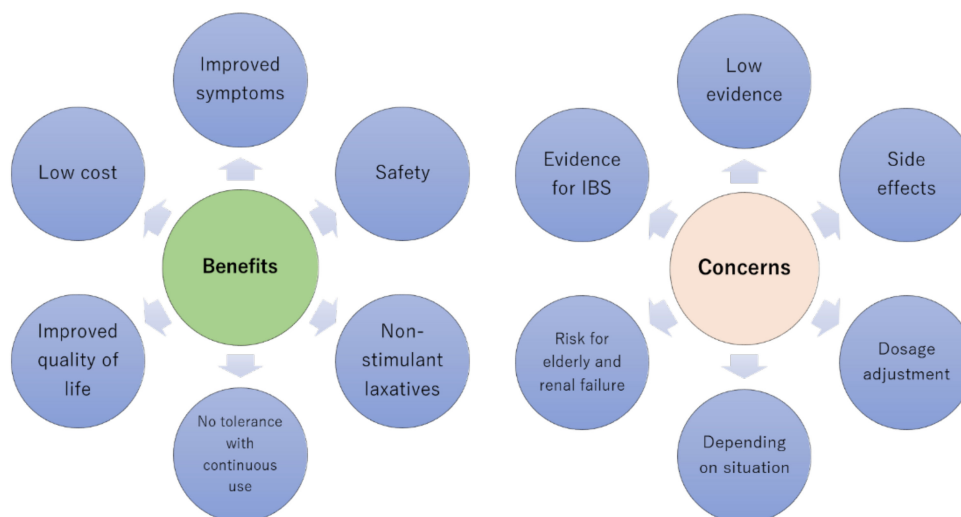 Improved
symptoms
Low cost
Safety
Benefits
Improved
quality of
life
Non-
stimulant
laxatives
No tolerance
with
continuous
use
Low
evidence
Evidence
for IBS
Side
effects
Concerns
Risk for
elderly and
renal failure
Dosage
adjustment
Depending
on situation